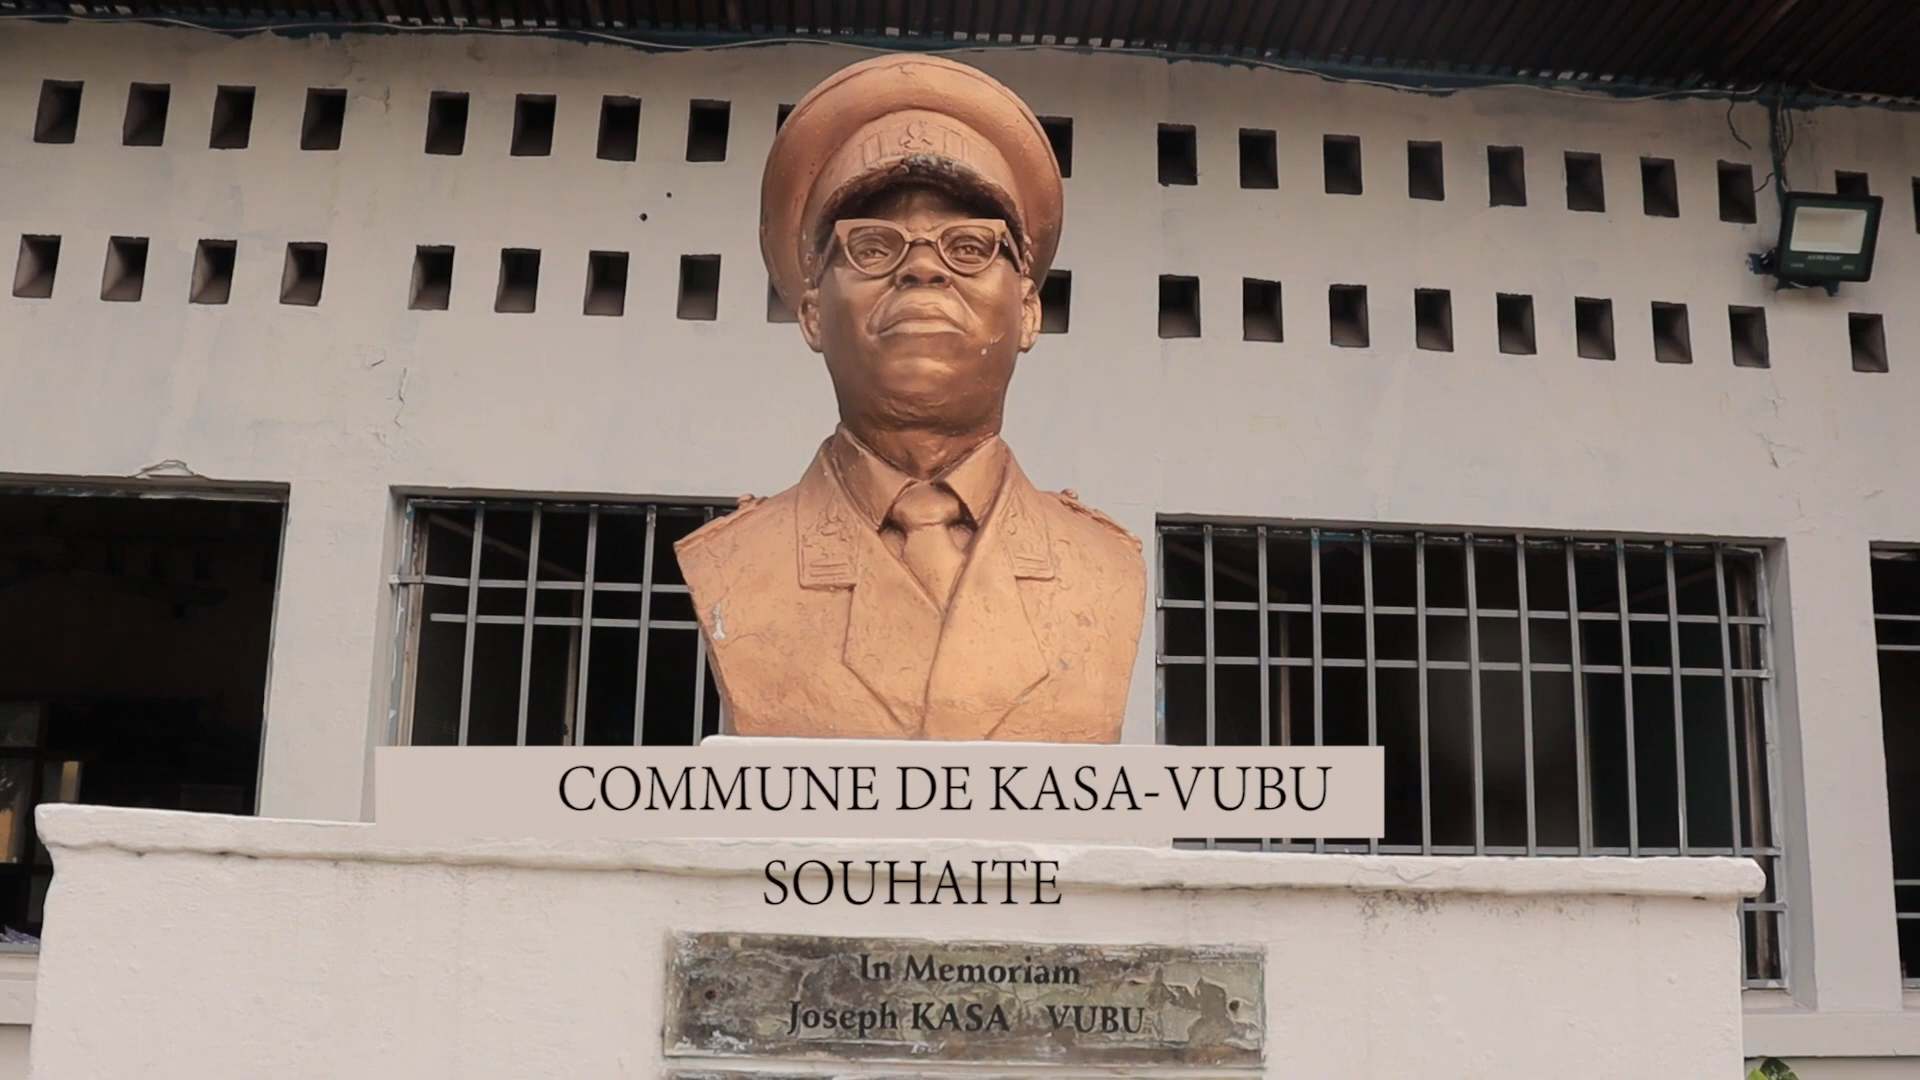 COMMUNE DE KASA-VUBU
SOUHAITE
In Memoriam
Joseph KASA VUBU